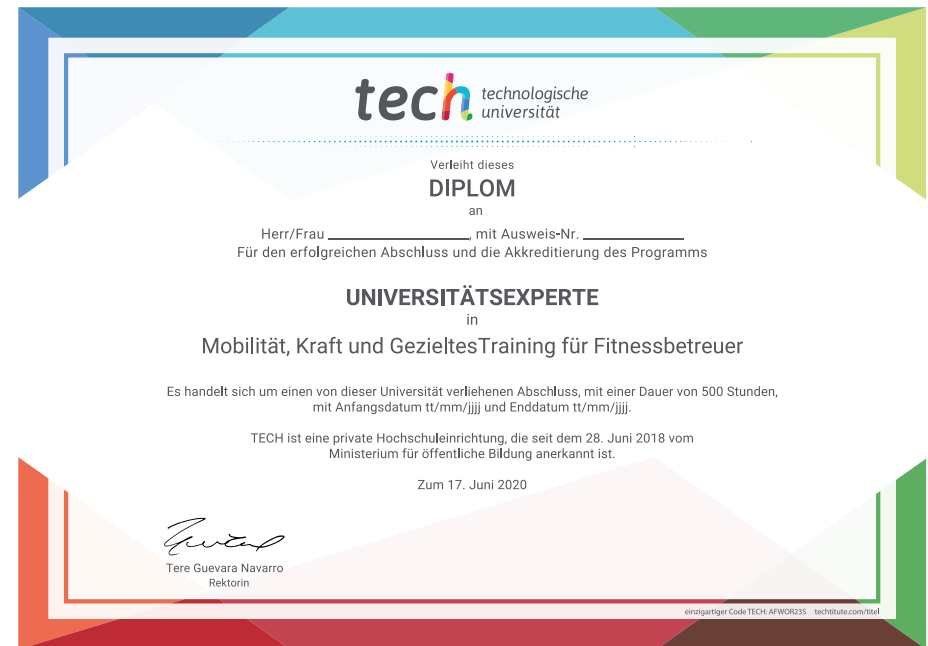 tech technologische
universität
Verleiht dieses
DIPLOM
an
Herr/Frau ____________________, mit Ausweis-Nr. ______________
Für den erfolgreichen Abschluss und die Akkreditierung des Programms
UNIVERSITÄTSEXPERTE
in
Mobilität, Kraft und GezieltesTraining für Fitnessbetreuer
Es handelt sich um einen von dieser Universität verliehenen Abschluss, mit einer Dauer von 500 Stunden,
mit Anfangsdatum tt/mm/jjjj und Enddatum tt/mm/jjjj.
TECH ist eine private Hochschuleinrichtung, die seit dem 28. Juni 2018 vom
Ministerium für öffentliche Bildung anerkannt ist.
Zum 17. Juni 2020
Tere Guevara Navarro
Rektorin
einzigartiger Code TECH: AFWOR23S techtitute.com/titel